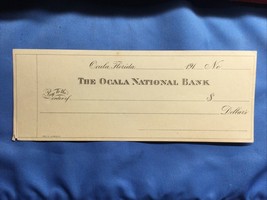 Ocala, Florida 191 No
THE OCALA NATIONAL BANK
Pay to the
order of $
Dollars